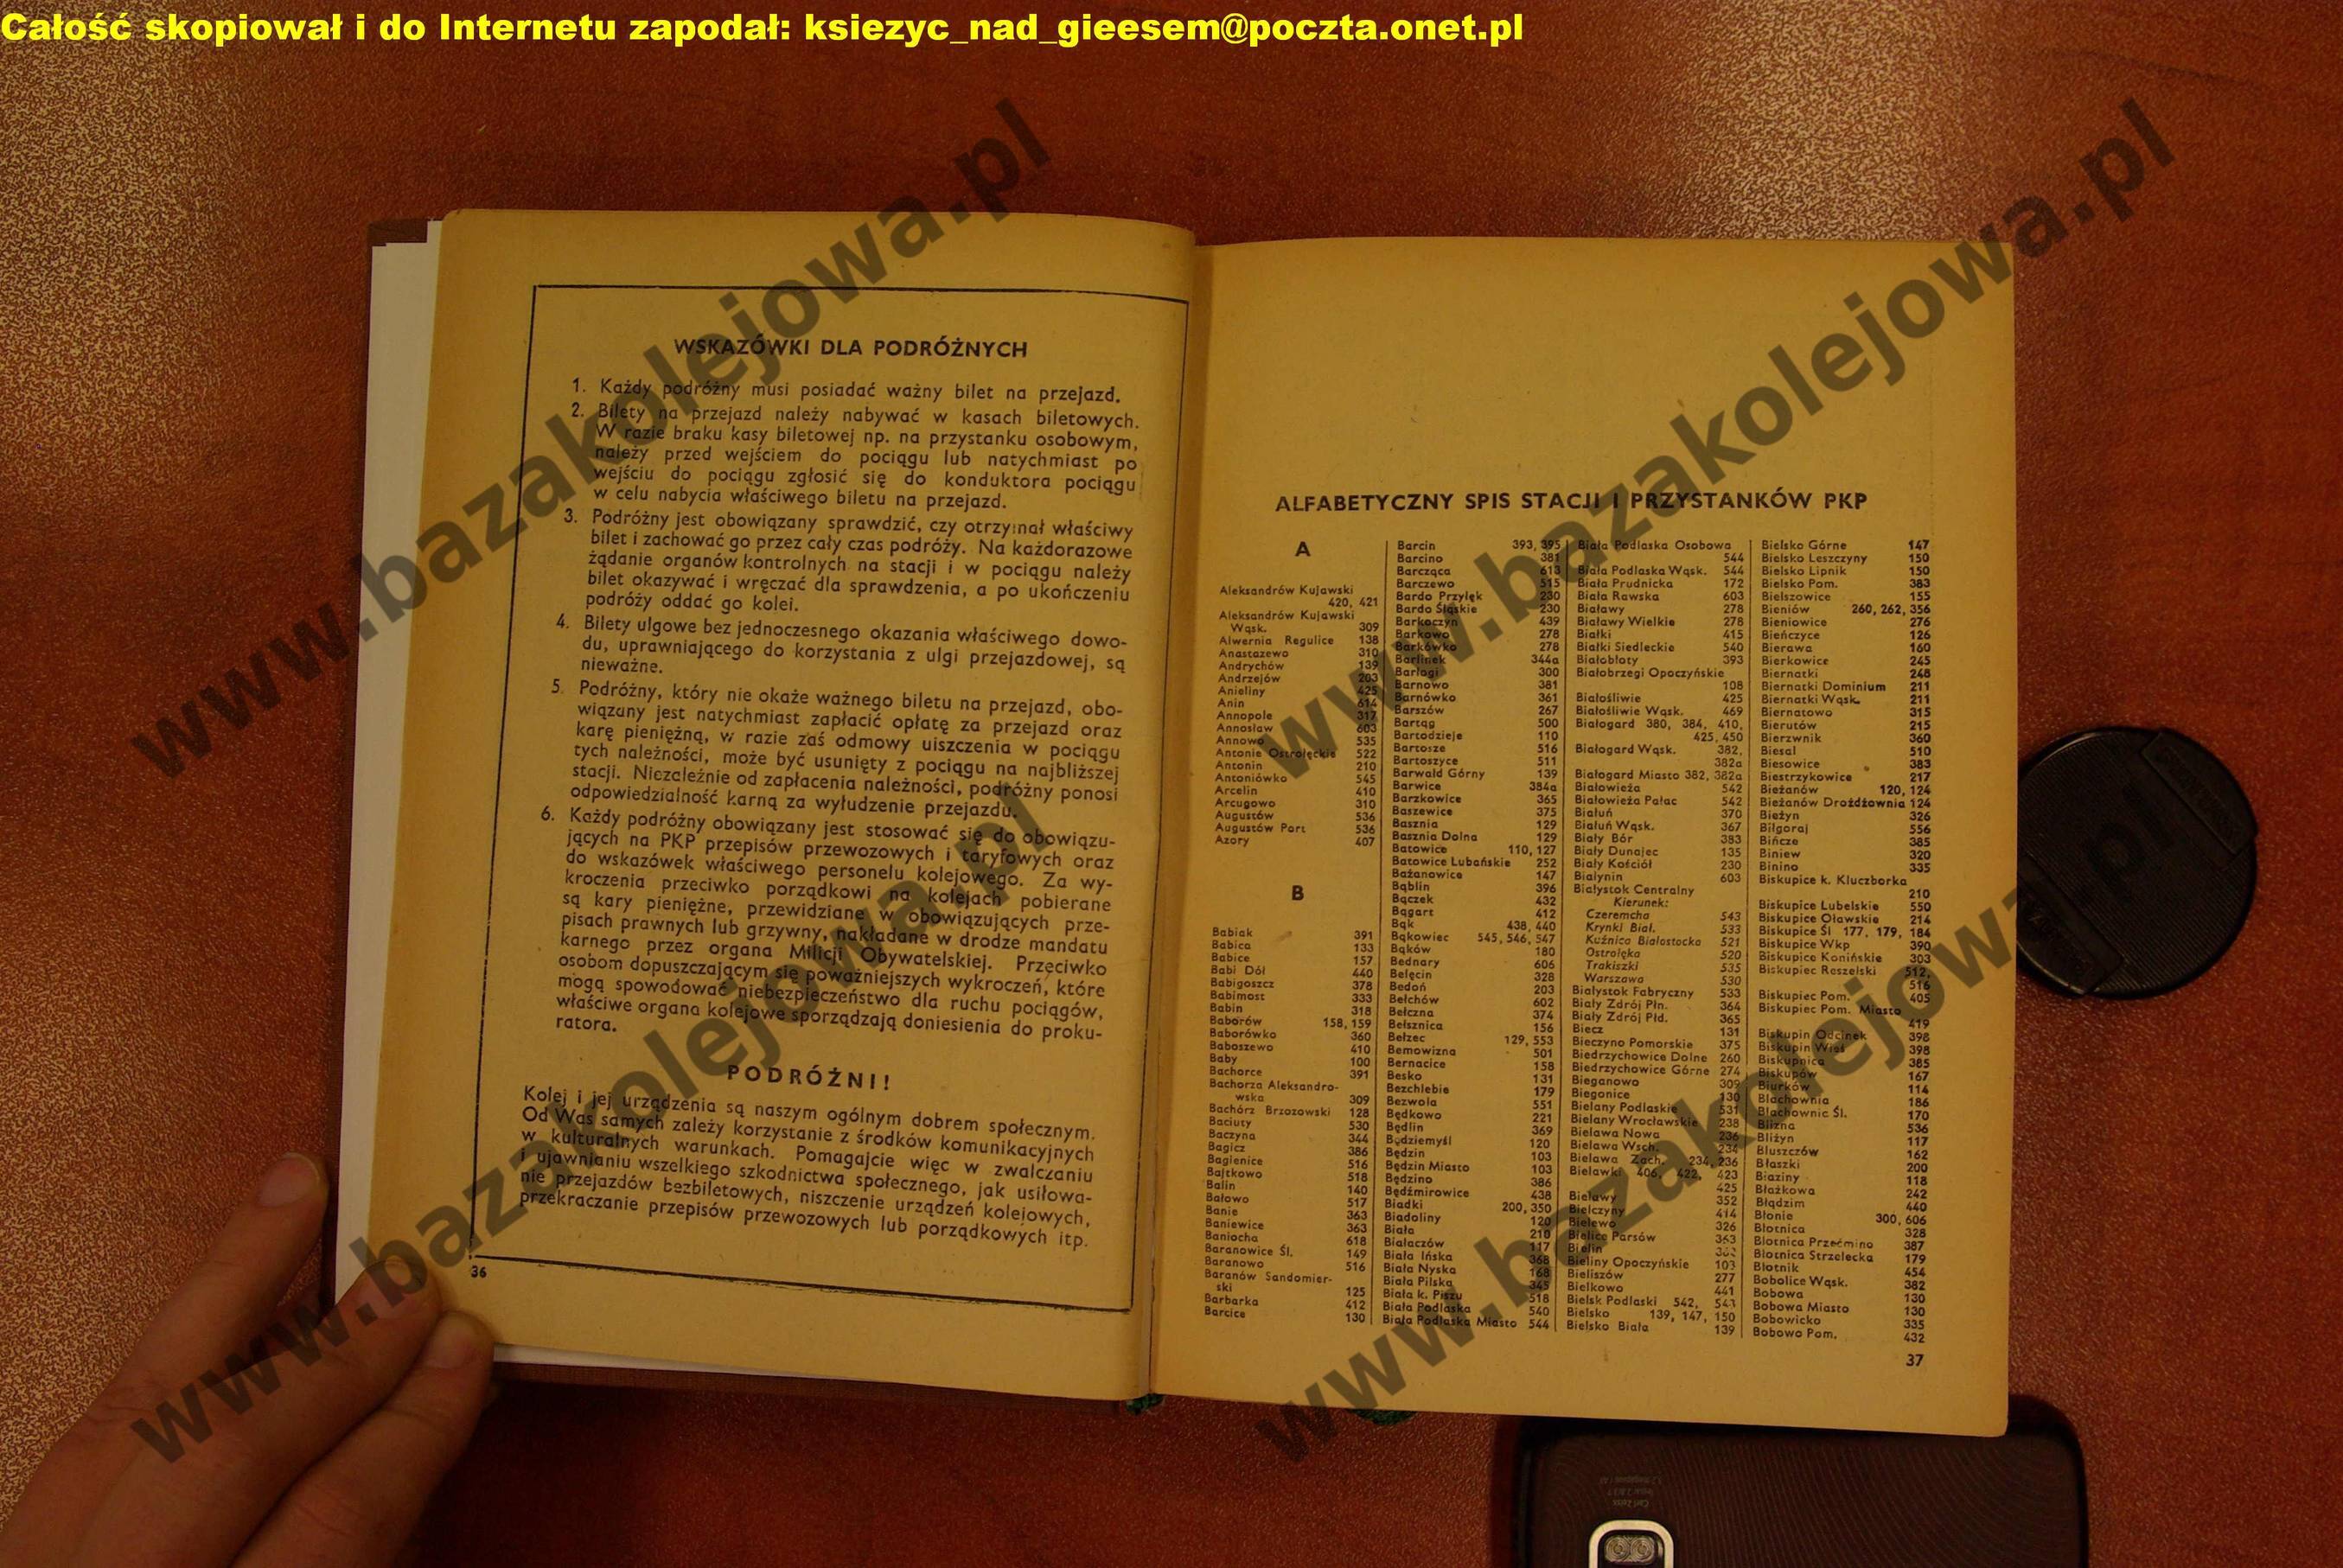 Całość skopiował i do Internetu zapodał: ksiezyc_nad_gieesem@poczta.onet.pl
www.bazakolejowa.pl
www.bazakolejowa.pl
www.bazakolejowa.pl
www.bazakolejowa.pl
WSKAZÓWKI DLA PODRÓŻNYCH
1. Każdy podróżny musi posiadać ważny bilet na przejazd.
2. Bilety na przejazd należy nabywać w kasach biletowych.
W razie braku kasy biletowej np. na przystanku osobowym,
należy przed wejściem do pociągu lub natychmiast po
wejściu do pociągu zgłosić się do konduktora pociągu
w celu nabycia właściwego biletu na przejazd.
3. Podróżny jest obowiązany sprawdzić, czy otrzymał właściwy
bilet i zachować go przez cały czas podróży. Na każdorazowe
żądanie organów kontrolnych na stacji i w pociągu należy
bilet okazywać i wręczać dla sprawdzenia, a po ukończeniu
podróży oddać go kolei.
4. Bilety ulgowe bez jednoczesnego okazania właściwego dowo-
du, uprawniającego do korzystania z ulgi przejazdowej, są
nieważne.
5. Podróżny, który nie okaże ważnego biletu na przejazd, obo-
wiązany jest natychmiast zapłacić opłatę za przejazd oraz
karę pieniężną, w razie zaś odmowy uiszczenia w pociągu
tych należności, może być usunięty z pociągu na najbliższej
stacji. Niezależnie od zapłacenia należności, podróżny ponosi
odpowiedzialność karną za wyłudzenie przejazdu.
6. Każdy podróżny obowiązany jest stosować się do obowiązu-
jących na PKP przepisów przewozowych i taryfowych oraz
do wskazówek właściwego personelu kolejowego. Za wy-
kroczenia przeciwko porządkowi na kolejach pobierane
są kary pieniężne, przewidziane w obowiązujących prze-
pisach prawnych lub grzywny, nakładane w drodze mandatu
karnego przez organa Milicji Obywatelskiej. Przeciwko
osobom dopuszczającym się poważniejszych wykroczeń, które
mogą spowodować niebezpieczeństwo dla ruchu pociągów,
właściwe organa kolejowe sporządzają doniesienia do proku-
ratora.
PODRÓŻNI!
Kolej i jej urządzenia są naszym ogólnym dobrem społecznym.
Od Was samych zależy korzystanie z środków komunikacyjnych
w kulturalnych warunkach. Pomagajcie więc w zwalczaniu
i ujawnianiu wszelkiego szkodnictwa społecznego, jak usiłowa-
nie przejazdów bezbiletowych, niszczenie urządzeń kolejowych,
przekraczanie przepisów przewozowych lub porządkowych itp.
36
ALFABETYCZNY SPIS STACJI I PRZYSTANKÓW PKP
A
Aleksandrów Kujawski
420, 421
Aleksandrów Kujawski
Wąsk. 309
Alwernia Regulice 138
Anastazewo 310
Andrychów 139
Andrzejów 203
Anieliny 425
Anin 614
Annopole 317
Annosław 603
Annowo 535
Antonie Ostrołęckie 522
Antonin 210
Antoniówko 545
Arcelin 410
Arcugowo 310
Augustów 536
Augustów Port 536
Azory 407
B
Babiak 391
Babica 133
Babice 157
Babi Dół 440
Babigoszcz 378
Babimost 333
Babin 318
Baborów 158, 159
Baborówko 360
Baboszewo 410
Baby 100
Bachorce 391
Bachorza Aleksandro-
wska 309
Bachórz Brzozowski 128
Baciuty 530
Baczyna 344
Bagicz 386
Bagienice 516
Bajtkowo 518
Balin 140
Bałowo 517
Banie 363
Baniewice 363
Baniocha 618
Baranowice Śl. 149
Baranowo 516
Baranów Sandomier-
ski 125
Barbarka 412
Barcice 130
Barcin 393, 395
Barcino 381
Barcząca 613
Barczewo 515
Bardo Przyłęk 230
Bardo Śląskie 230
Barkoczyn 439
Barkowo 278
Barkówko 278
Barlinek 344a
Barłogi 300
Barnowo 381
Barnówko 361
Barszów 267
Bartąg 500
Bartodzieje 110
Bartosze 516
Bartoszyce 511
Barwałd Górny 139
Barwice 384a
Barzkowice 365
Baszewice 375
Basznia 129
Basznia Dolna 129
Batowice 110, 127
Batowice Lubańskie 252
Bażanowice 147
Bąblin 396
Bączek 432
Bągart 412
Bąk 438, 440
Bąkowiec 545, 546, 547
Bąków 180
Bednary 606
Belęcin 328
Bedoń 203
Bełchów 602
Bełczna 374
Bełsznica 156
Bełżec 129, 553
Bemowizna 501
Bernacice 158
Besko 131
Bezchlebie 179
Bezwola 551
Będkowo 221
Będlin 369
Będziemyśl 120
Będzin 103
Będzin Miasto 103
Będzino 386
Będźmirowice 438
Biadki 200, 350
Biadoliny 120
Biała 210
Białaczów 117
Biała Ińska 368
Biała Nyska 168
Biała Pilska 345
Biała k. Piszu 518
Biała Podlaska 540
Biała Podlaska Miasto 544
Biała Podlaska Osobowa
544
Biała Podlaska Wąsk. 544
Biała Prudnicka 172
Biała Rawska 603
Białawy 278
Białawy Wielkie 278
Białki 415
Białki Siedleckie 540
Białobłoty 393
Białobrzegi Opoczyńskie
108
Białośliwie 425
Białośliwie Wąsk. 469
Białogard 380, 384, 410,
425, 450
Białogard Wąsk. 382,
382a
Białogard Miasto 382, 382a
Białowieża 542
Białowieża Pałac 542
Białuń 370
Białuń Wąsk. 367
Biały Bór 383
Biały Dunajec 135
Biały Kościół 230
Białynin 603
Białystok Centralny
Kierunek:
Czeremcha 543
Krynki Biał. 533
Kuźnica Białostocka 521
Ostrołęka 520
Trakiszki 535
Warszawa 530
Białystok Fabryczny 533
Biały Zdrój Płn. 364
Biały Zdrój Płd. 365
Biecz 131
Bieczyno Pomorskie 375
Biedrzychowice Dolne 260
Biedrzychowice Górne 274
Bieganowo 309
Biegonice 130
Bielany Podlaskie 531
Bielany Wrocławskie 238
Bielawa Nowa 236
Bielawa Wsch. 234
Bielawa Zach. 234, 236
Bielawki 406, 422, 423
425
Bielawy 352
Bielczyny 414
Bielewo 326
Bielice Parsów 363
Bielin
Bieliny Opoczyńskie 103
Bieliszów 277
Bielkowo 441
Bielsk Podlaski 542, 543
Bielsko 139, 147, 150
Bielsko Biała 139
Bielsko Górne 147
Bielsko Leszczyny 150
Bielsko Lipnik 150
Bielsko Pom. 383
Bielszowice 155
Bieniów 260, 262, 356
Bieniowice 276
Bieńczyce 126
Bierawa 160
Bierkowice 245
Biernatki 248
Biernatki Dominium 211
Biernatki Wąsk. 211
Biernatowo 315
Bierutów 215
Bierzwnik 360
Biesal 510
Biesowice 383
Biestrzykowice 217
Bieżanów 120, 124
Bieżanów Drożdżownia 124
Bieżyn 326
Biłgoraj 556
Bińcze 385
Biniew 320
Binino 335
Biskupice k. Kluczborka
210
Biskupice Lubelskie 550
Biskupice Oławskie 214
Biskupice Śl 177, 179, 184
Biskupice Wkp 390
Biskupice Konińskie 303
Biskupiec Reszelski 512,
516
Biskupiec Pom. 405
Biskupiec Pom. Miasto
419
Biskupin Odcinek 398
Biskupin Wieś 398
Biskupnica 385
Biskupów 167
Biurków 114
Blachownia 186
Blachownie Śl. 170
Blizna 536
Bliżyn 117
Bluszczów 162
Błaszki 200
Błaziny 118
Błażkowa 242
Błądzim 440
Błonie 300, 606
Błotnica 328
Błotnica Przećmino 387
Błotnica Strzelecka 179
Błotnik 454
Bobolice Wąsk. 382
Bobowa 130
Bobowa Miasto 130
Bobowicko 335
Bobowo Pom. 432
37
Carl Zeiss